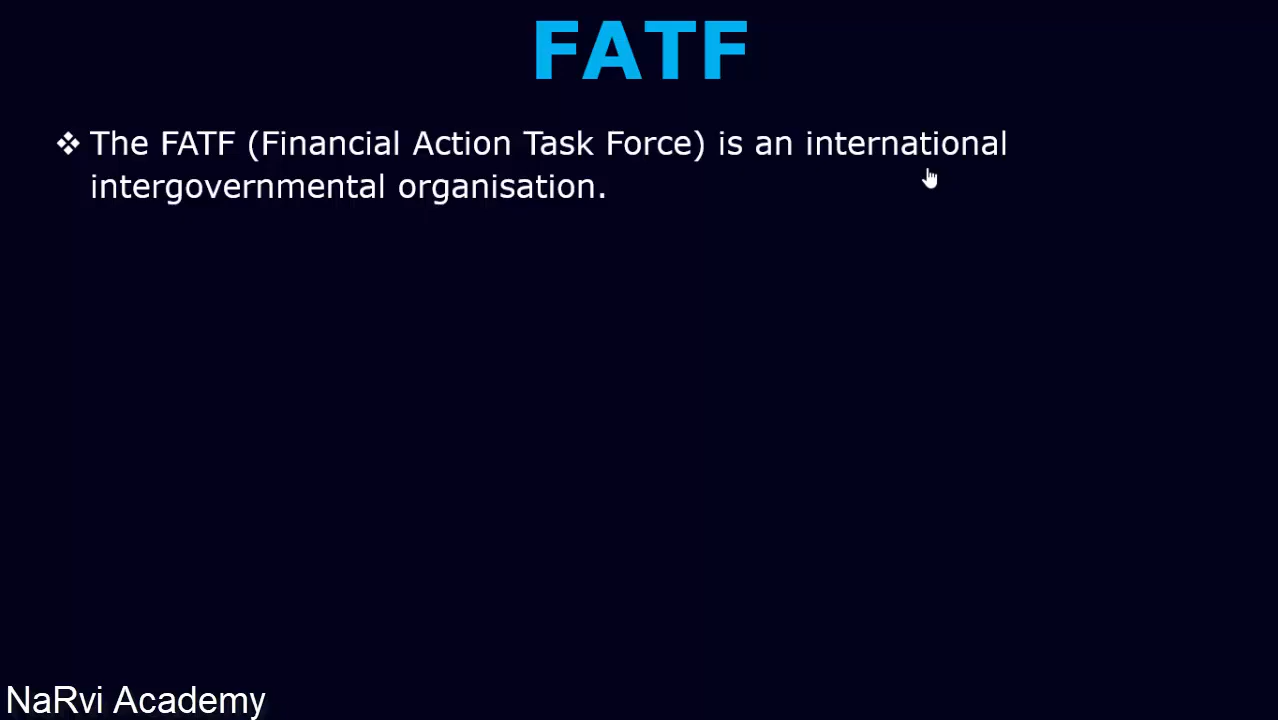 FATF
❖ The FATF (Financial Action Task Force) is an international
intergovernmental organisation.
NaRvi Academy